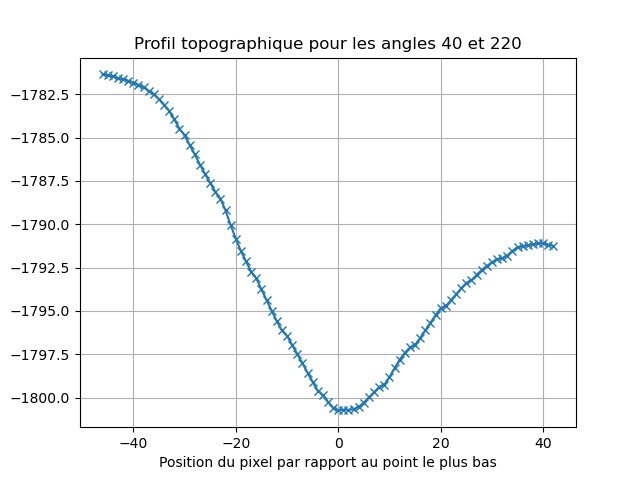 Profil topographique pour les angles 40 et 220
−1782.5
−1785.0
−1787.5
−1790.0
−1792.5
−1795.0
−1797.5
−1800.0
−40 −20 0 20 40
Position du pixel par rapport au point le plus bas